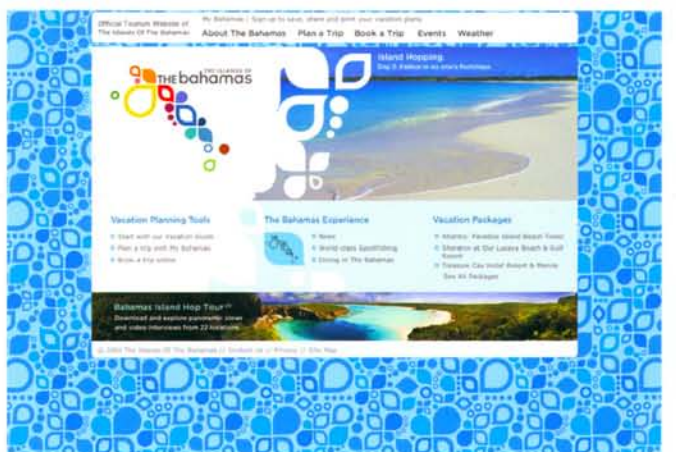 Official Tourism Website of
The Islands Of The Bahamas
My Bahamas | Sign up to save, share and print your vacation plans
About The Bahamas Plan a Trip Book a Trip Events Weather
THE ISLANDS OF
THE bahamas
Island Hopping
Vacation Planning Tools
Start with our Vacation Guide
Plan a trip with My Bahamas
Book a trip online
The Bahamas Experience
News
World-class
Diving in The Bahamas
Vacation Packages
Atlantis, Paradise Island Beach Tower
Sheraton at Our Lucaya Beach & Golf
Resort
Treasure Cay Hotel Resort & Marina
See All Packages
Bahamas Island Hop Tour
Download and explore panoramic views
and video interviews from 22 locations
The Islands Of The Bahamas // Contact Us // Privacy // Site Map